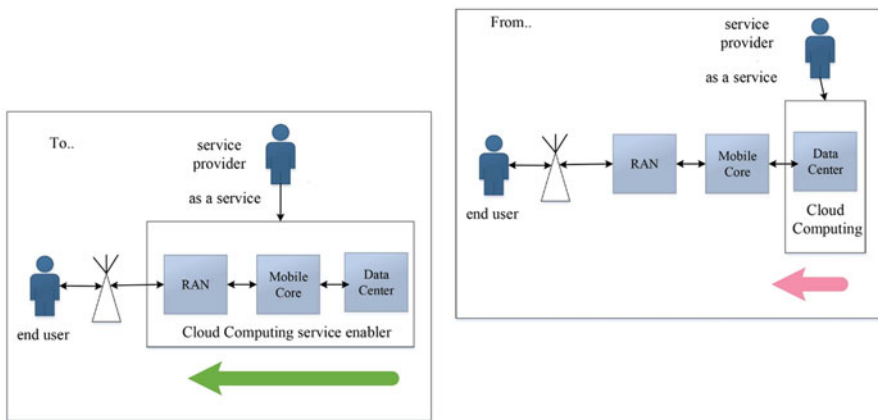 To..
service
provider
as a service
RAN
Mobile
Core
Data
Center
end user
Cloud Computing service enabler
From..
service
provider
as a service
RAN
Mobile
Core
Data
Center
end user
Cloud
Computing